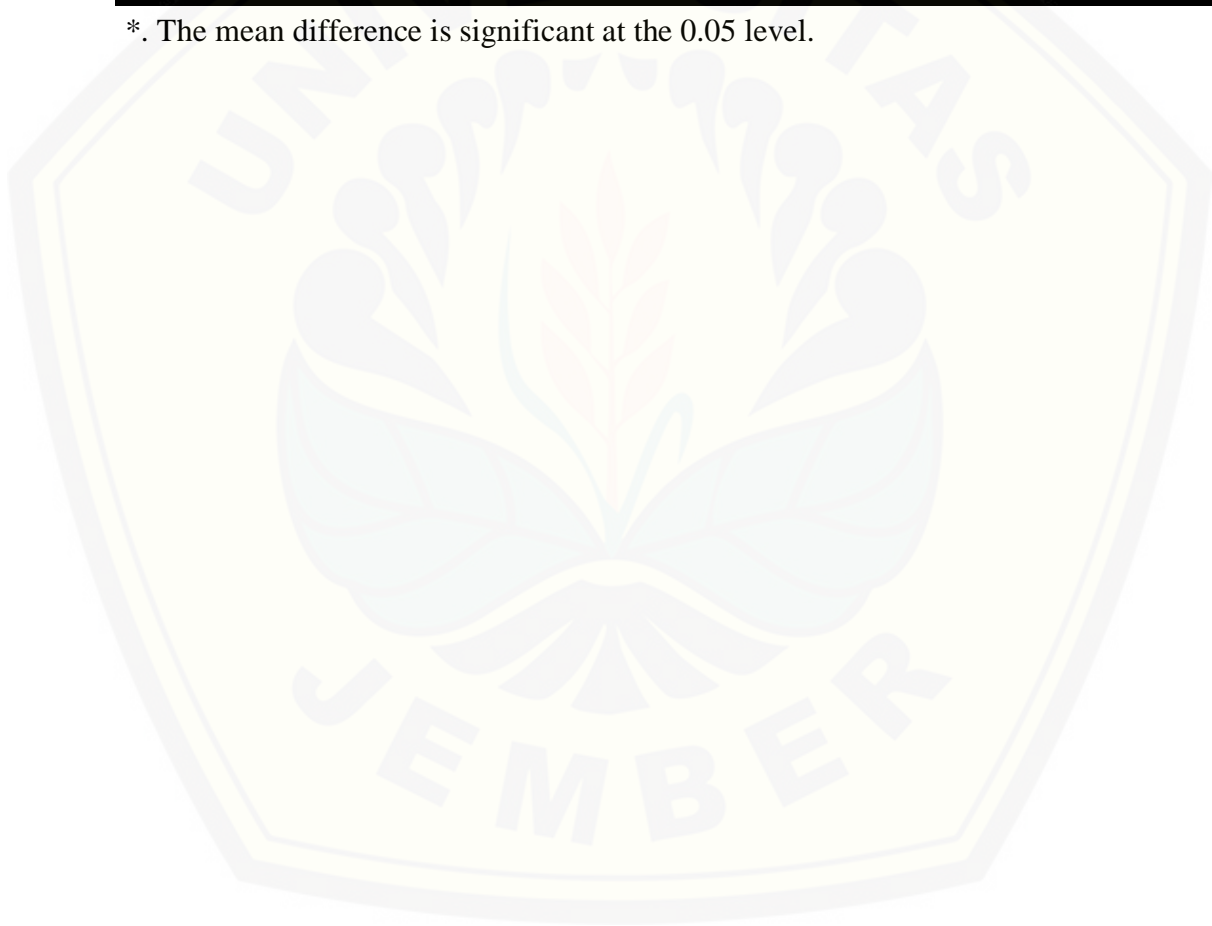 *. The mean difference is significant at the 0.05 level.
UNIVERSITAS
JEMBER